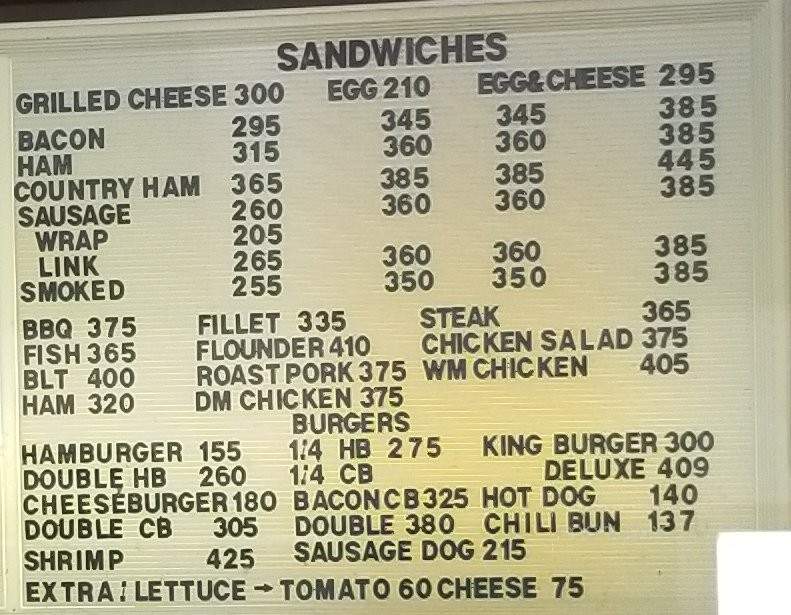 SANDWICHES
GRILLED CHEESE 300 EGG 210 EGG&CHEESE 295
BACON 295 345 345 385
HAM 315 360 360 385
COUNTRY HAM 365 385 385 445
SAUSAGE 260 360 360 385
WRAP 205
LINK 265 360 360 385
SMOKED 255 350 350 385
BBQ 375 FILLET 335 STEAK 365
FISH 365 FLOUNDER 410 CHICKEN SALAD 375
BLT 400 ROAST PORK 375 WM CHICKEN 405
HAM 320 DM CHICKEN 375
BURGERS
HAMBURGER 155 1/4 HB 275 KING BURGER 300
DOUBLE HB 260 1/4 CB DELUXE 409
CHEESEBURGER 180 BACON CB 325 HOT DOG 140
DOUBLE CB 305 DOUBLE 380 CHILI BUN 137
SHRIMP 425 SAUSAGE DOG 215
EXTRA: LETTUCE → TOMATO 60 CHEESE 75